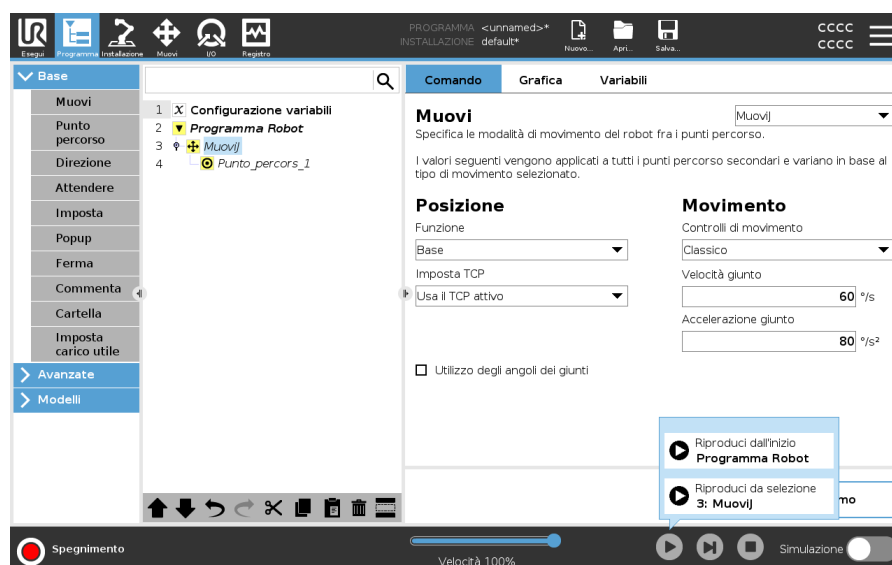 PROGRAMMA <unnamed>*
INSTALLAZIONE default*
Esegui Programma Installazione Muovi I/O Registro Nuovo... Apri... Salva...
CCCC
CCCC
Base
Muovi
Punto
percorso
Direzione
Attendere
Imposta
Popup
Ferma
Commenta
Cartella
Imposta
carico utile
Avanzate
Modelli
1 X Configurazione variabili
2 Programma Robot
3 MuoviJ
4 Punto_percors_1
Comando Grafica Variabili
Muovi MuoviJ
Specifica le modalità di movimento del robot fra i punti percorso.
I valori seguenti vengono applicati a tutti i punti percorso secondari e variano in base al
tipo di movimento selezionato.
Posizione Movimento
Funzione Controlli di movimento
Base Classico
Imposta TCP Velocità giunto
Usa il TCP attivo 60 °/s
Accelerazione giunto
80 °/s²
Utilizzo degli angoli dei giunti
Riproduci dall'inizio
Programma Robot
Riproduci da selezione
3: MuoviJ
Spegnimento Velocità 100% Simulazione